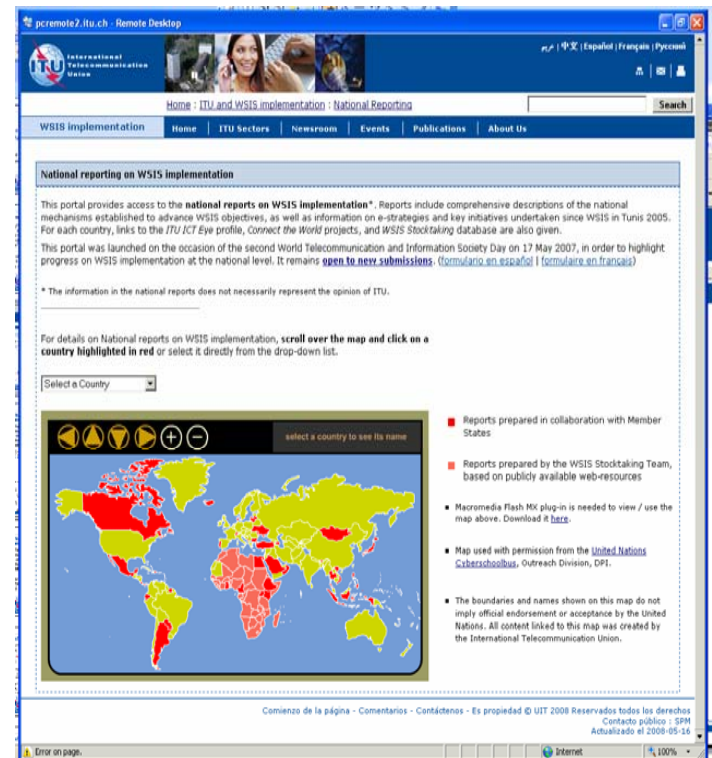 pcremote2.itu.ch - Remote Desktop
International
Telecommunication
Union
عربي | 中文 | Español | Français | Русский
Home : ITU and WSIS implementation : National Reporting
Search
WSIS implementation Home | ITU Sectors | Newsroom | Events | Publications | About Us
National reporting on WSIS implementation
This portal provides access to the national reports on WSIS implementation*. Reports include comprehensive descriptions of the national
mechanisms established to advance WSIS objectives, as well as information on e-strategies and key initiatives undertaken since WSIS in Tunis 2005.
For each country, links to the ITU ICT Eye profile, Connect the World projects, and WSIS Stocktaking database are also given.
This portal was launched on the occasion of the second World Telecommunication and Information Society Day on 17 May 2007, in order to highlight
progress on WSIS implementation at the national level. It remains open to new submissions. (formulario en español | formulaire en français)
* The information in the national reports does not necessarily represent the opinion of ITU.
For details on National reports on WSIS implementation, scroll over the map and click on a
country highlighted in red or select it directly from the drop-down list.
Select a Country
select a country to see its name
Reports prepared in collaboration with Member
States
Reports prepared by the WSIS Stocktaking Team,
based on publicly available web-resources
Macromedia Flash MX plug-in is needed to view / use the
map above. Download it here.
Map used with permission from the United Nations
Cyberschoolbus, Outreach Division, DPI.
The boundaries and names shown on this map do not
imply official endorsement or acceptance by the United
Nations. All content linked to this map was created by
the International Telecommunication Union.
Comienzo de la página - Comentarios - Contáctenos - Es propiedad © UIT 2008 Reservados todos los derechos
Contacto público : SPM
Actualizado el 2008-05-16
Error on page.
Internet
100%